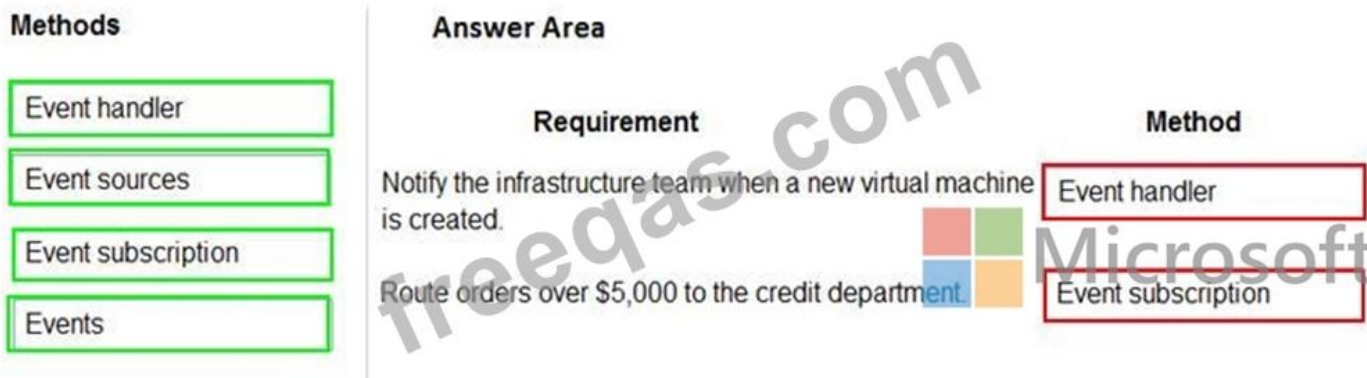 Methods
Answer Area
Event handler
Event sources
Event subscription
Events
Requirement
Method
Notify the infrastructure team when a new virtual machine
is created.
Event handler
Route orders over $5,000 to the credit department.
Event subscription
freeqas.com
Microsoft